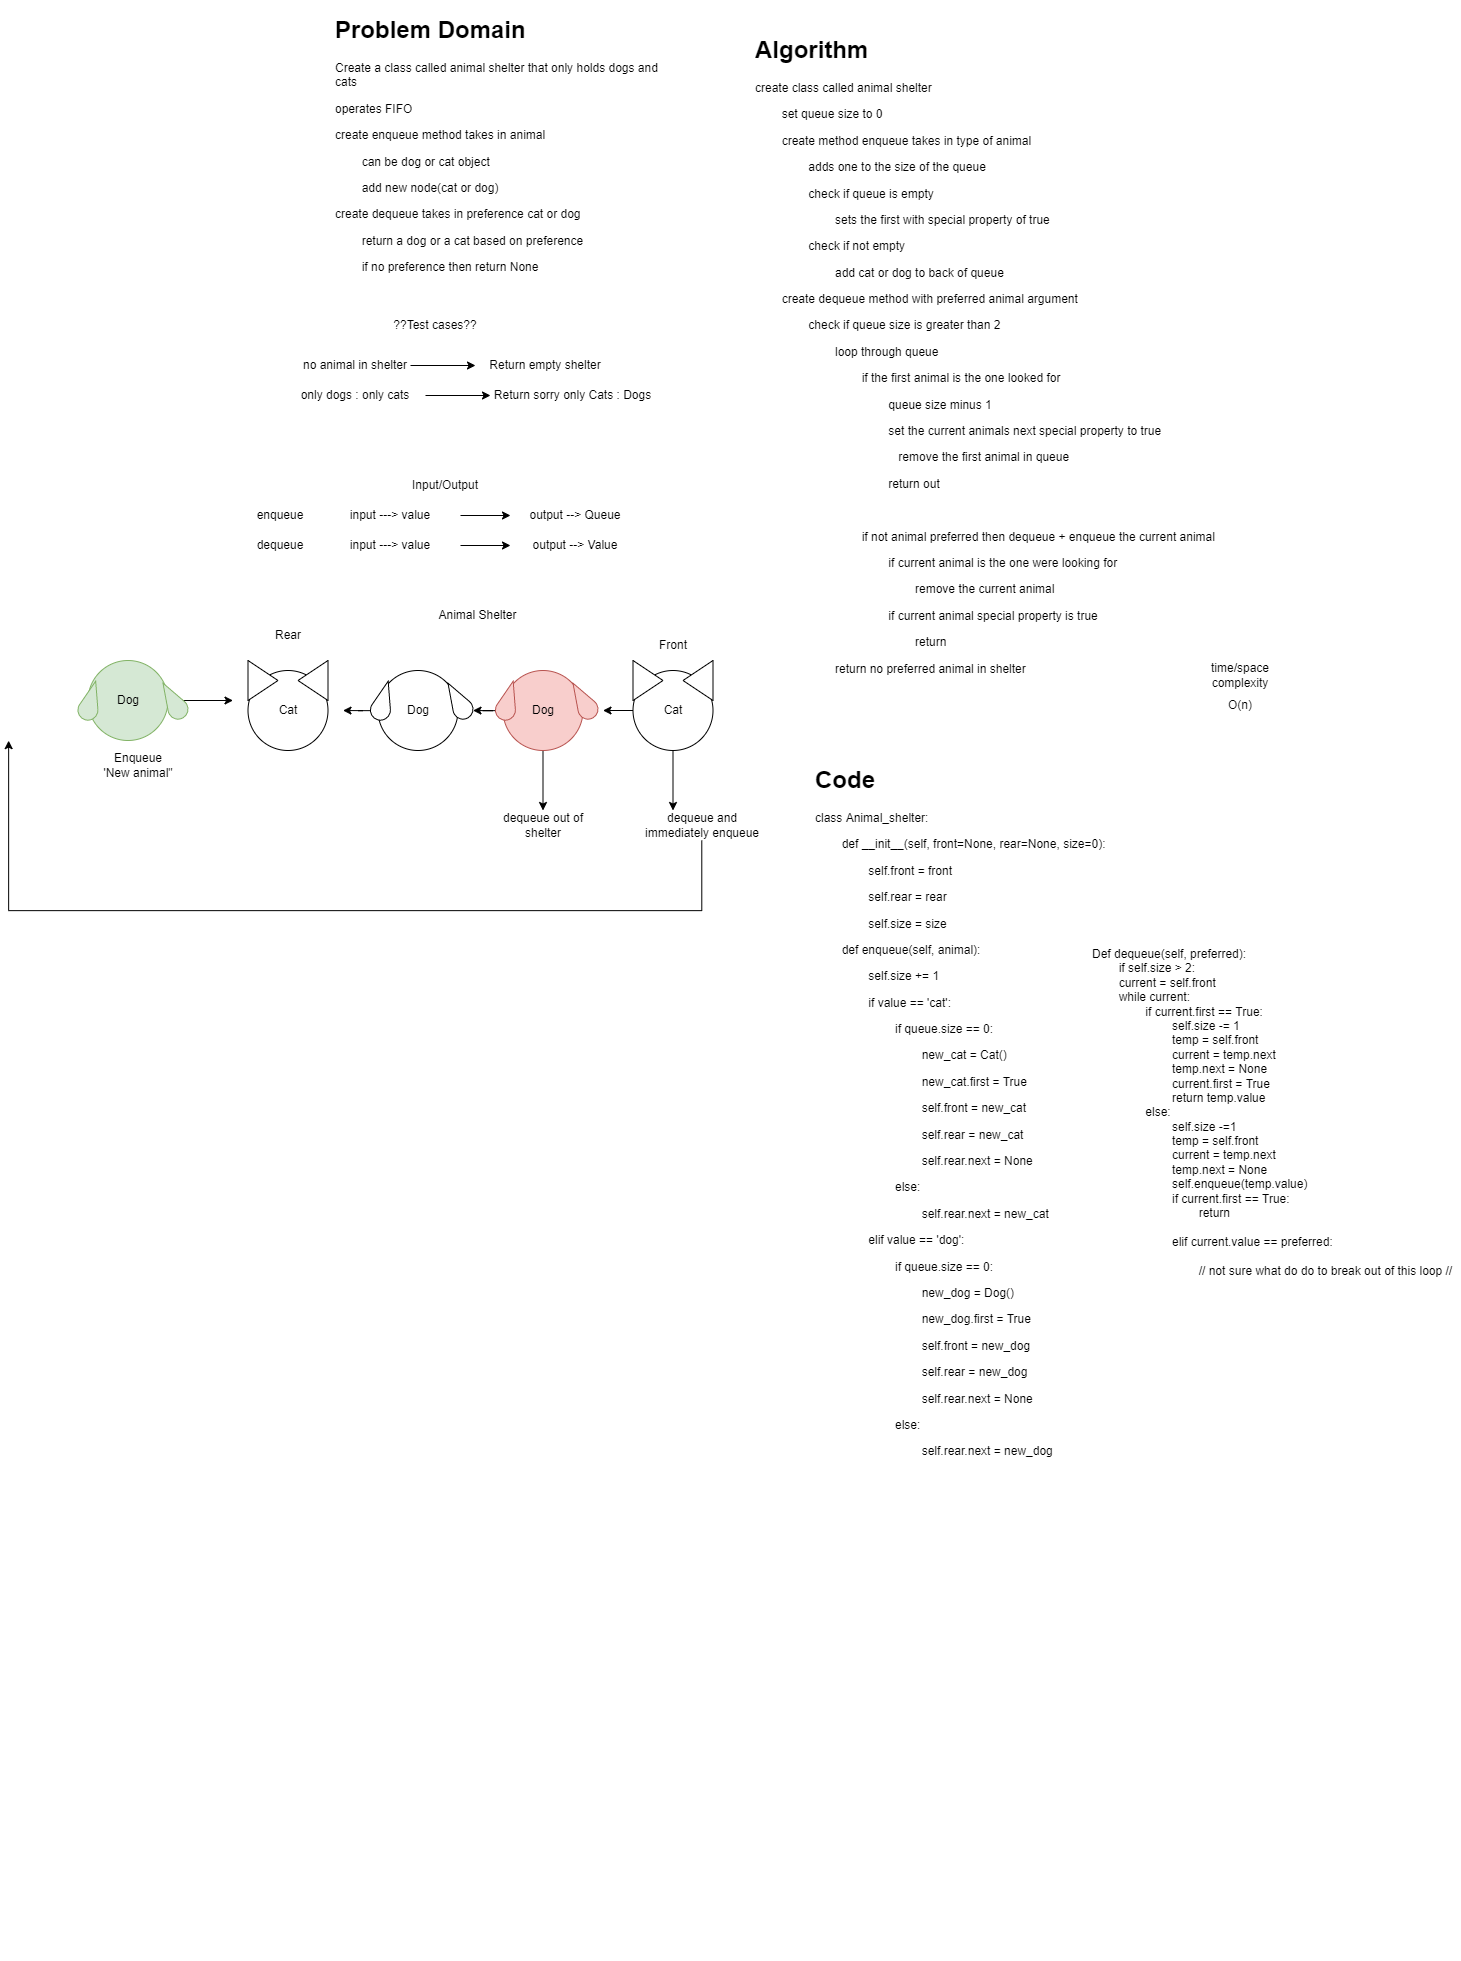 Problem Domain
Create a class called animal shelter that only holds dogs and
cats
operates FIFO
create enqueue method takes in animal
can be dog or cat object
add new node(cat or dog)
create dequeue takes in preference cat or dog
return a dog or a cat based on preference
if no preference then return None
??Test cases??
no animal in shelter Return empty shelter
only dogs : only cats Return sorry only Cats : Dogs
Input/Output
enqueue input ---> value output --> Queue
dequeue input ---> value output --> Value
Animal Shelter
Rear
Front
Dog
Cat
Dog
Dog
Cat
Enqueue
'New animal"
dequeue out of
shelter
dequeue and
immediately enqueue
Algorithm
create class called animal shelter
set queue size to 0
create method enqueue takes in type of animal
adds one to the size of the queue
check if queue is empty
sets the first with special property of true
check if not empty
add cat or dog to back of queue
create dequeue method with preferred animal argument
check if queue size is greater than 2
loop through queue
if the first animal is the one looked for
queue size minus 1
set the current animals next special property to true
remove the first animal in queue
return out
if not animal preferred then dequeue + enqueue the current animal
if current animal is the one were looking for
remove the current animal
if current animal special property is true
return
return no preferred animal in shelter
time/space
complexity
O(n)
Code
class Animal_shelter:
def __init__(self, front=None, rear=None, size=0):
self.front = front
self.rear = rear
self.size = size
def enqueue(self, animal):
self.size += 1
if value == 'cat':
if queue.size == 0:
new_cat = Cat()
new_cat.first = True
self.front = new_cat
self.rear = new_cat
self.rear.next = None
else:
self.rear.next = new_cat
elif value == 'dog':
if queue.size == 0:
new_dog = Dog()
new_dog.first = True
self.front = new_dog
self.rear = new_dog
self.rear.next = None
else:
self.rear.next = new_dog
Def dequeue(self, preferred):
if self.size > 2:
current = self.front
while current:
if current.first == True:
self.size -= 1
temp = self.front
current = temp.next
temp.next = None
current.first = True
return temp.value
else:
self.size -=1
temp = self.front
current = temp.next
temp.next = None
self.enqueue(temp.value)
if current.first == True:
return
elif current.value == preferred:
// not sure what do do to break out of this loop //